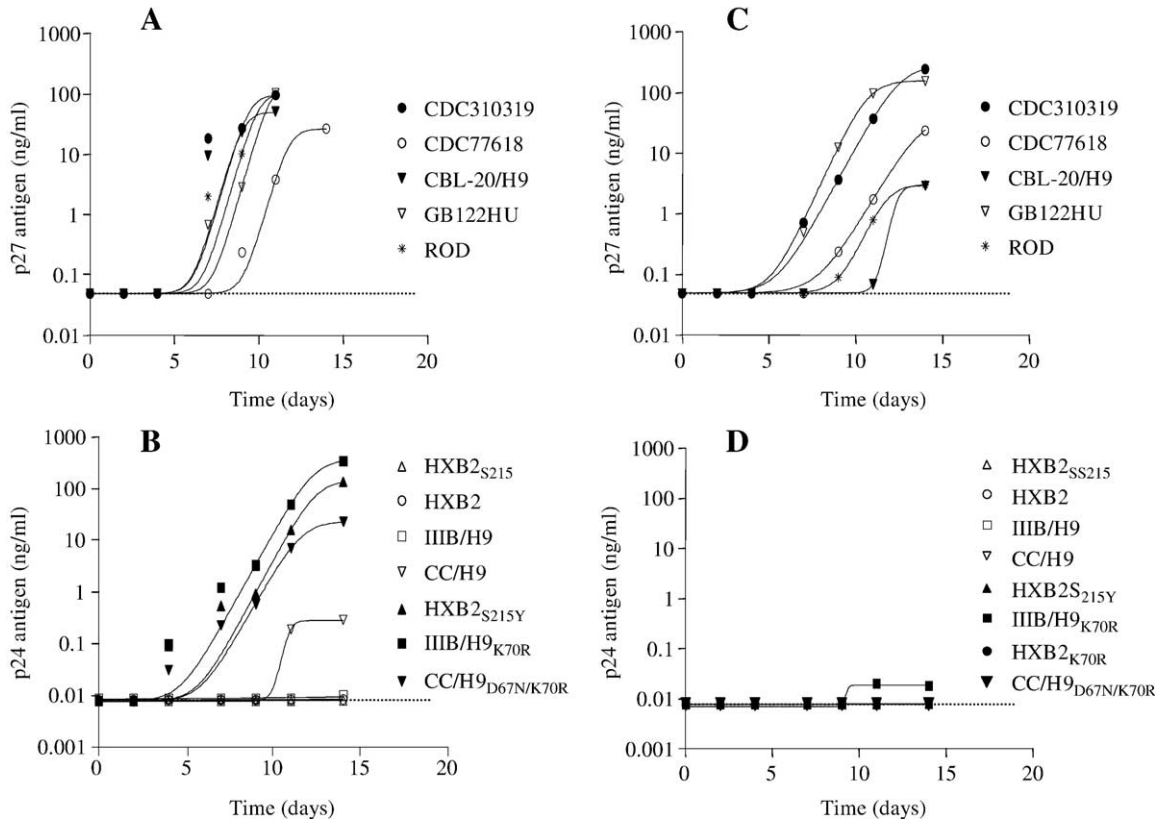 A
p27 antigen (ng/ml)
1000
100
10
1
0.1
0.01
0 5 10 15 20
Time (days)
CDC310319
CDC77618
CBL-20/H9
GB122HU
ROD
C
p27 antigen (ng/ml)
1000
100
10
1
0.1
0.01
0 5 10 15 20
Time (days)
CDC310319
CDC77618
CBL-20/H9
GB122HU
ROD
B
p24 antigen (ng/ml)
1000
100
10
1
0.1
0.01
0.001
0 5 10 15 20
Time (days)
HXB2S215
HXB2
IIIB/H9
CC/H9
HXB2S215Y
IIIB/H9K70R
CC/H9D67N/K70R
D
p24 antigen (ng/ml)
1000
100
10
1
0.1
0.01
0.001
0 5 10 15 20
Time (days)
HXB2SS215
HXB2
IIIB/H9
CC/H9
HXB2S215Y
IIIB/H9K70R
HXB2K70R
CC/H9D67N/K70R